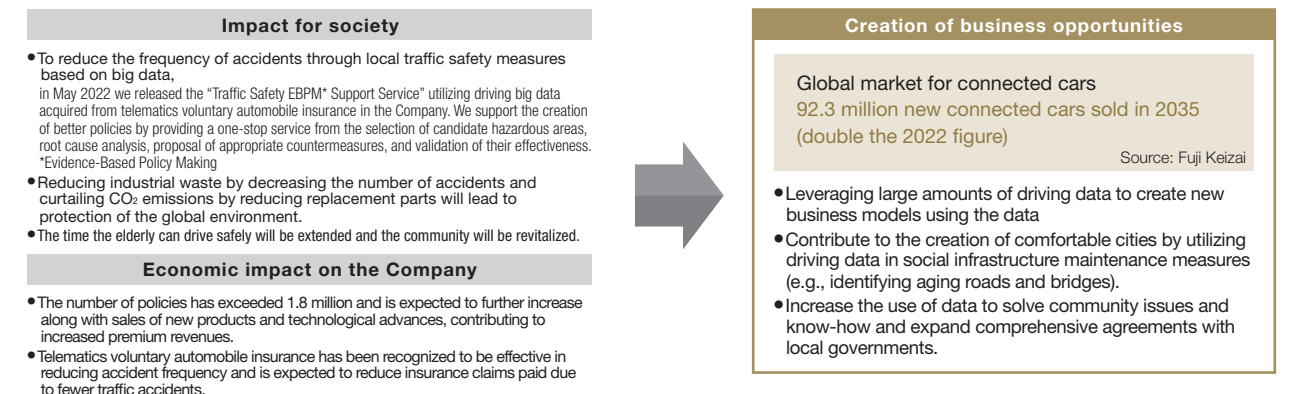 Impact for society
●To reduce the frequency of accidents through local traffic safety measures
based on big data,
in May 2022 we released the “Traffic Safety EBPM* Support Service” utilizing driving big data
acquired from telematics voluntary automobile insurance in the Company. We support the creation
of better policies by providing a one-stop service from the selection of candidate hazardous areas,
root cause analysis, proposal of appropriate countermeasures, and validation of their effectiveness.
*Evidence-Based Policy Making
●Reducing industrial waste by decreasing the number of accidents and
curtailing CO₂ emissions by reducing replacement parts will lead to
protection of the global environment.
●The time the elderly can drive safely will be extended and the community will be revitalized.
Economic impact on the Company
●The number of policies has exceeded 1.8 million and is expected to further increase
along with sales of new products and technological advances, contributing to
increased premium revenues.
●Telematics voluntary automobile insurance has been recognized to be effective in
reducing accident frequency and is expected to reduce insurance claims paid due
to fewer traffic accidents.
Creation of business opportunities
Global market for connected cars
92.3 million new connected cars sold in 2035
(double the 2022 figure)
Source: Fuji Keizai
●Leveraging large amounts of driving data to create new
business models using the data
●Contribute to the creation of comfortable cities by utilizing
driving data in social infrastructure maintenance measures
(e.g., identifying aging roads and bridges).
●Increase the use of data to solve community issues and
know-how and expand comprehensive agreements with
local governments.